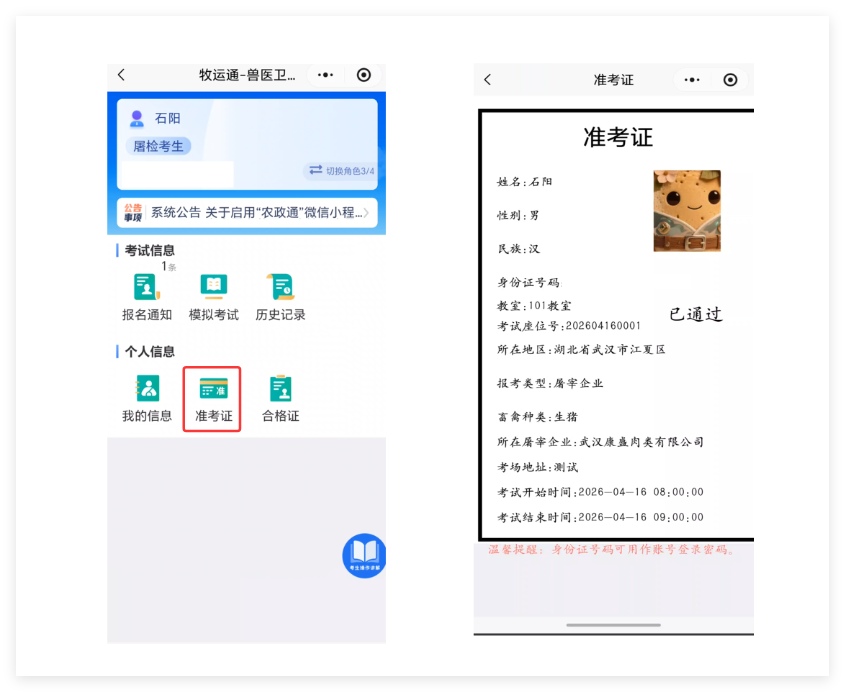 牧运通-兽医卫...
石阳
屠检考生
切换角色3/4
公告事项
系统公告 关于启用“农政通”微信小程...
考试信息
1条
报名通知
模拟考试
历史记录
个人信息
我的信息
准
准考证
合格证
考生操作讲解
准考证
准考证
姓名:石阳
性别:男
民族:汉
身份证号码:
教室:101教室
已通过
考试座位号:202604160001
所在地区:湖北省武汉市江夏区
报考类型:屠宰企业
畜禽种类:生猪
所在屠宰企业:武汉康盝肉类有限公司
考场地址:测试
考试开始时间:2026-04-16 08:00:00
考试结束时间:2026-04-16 09:00:00
温馨提醒：身份证号码可用作账号登录密码。